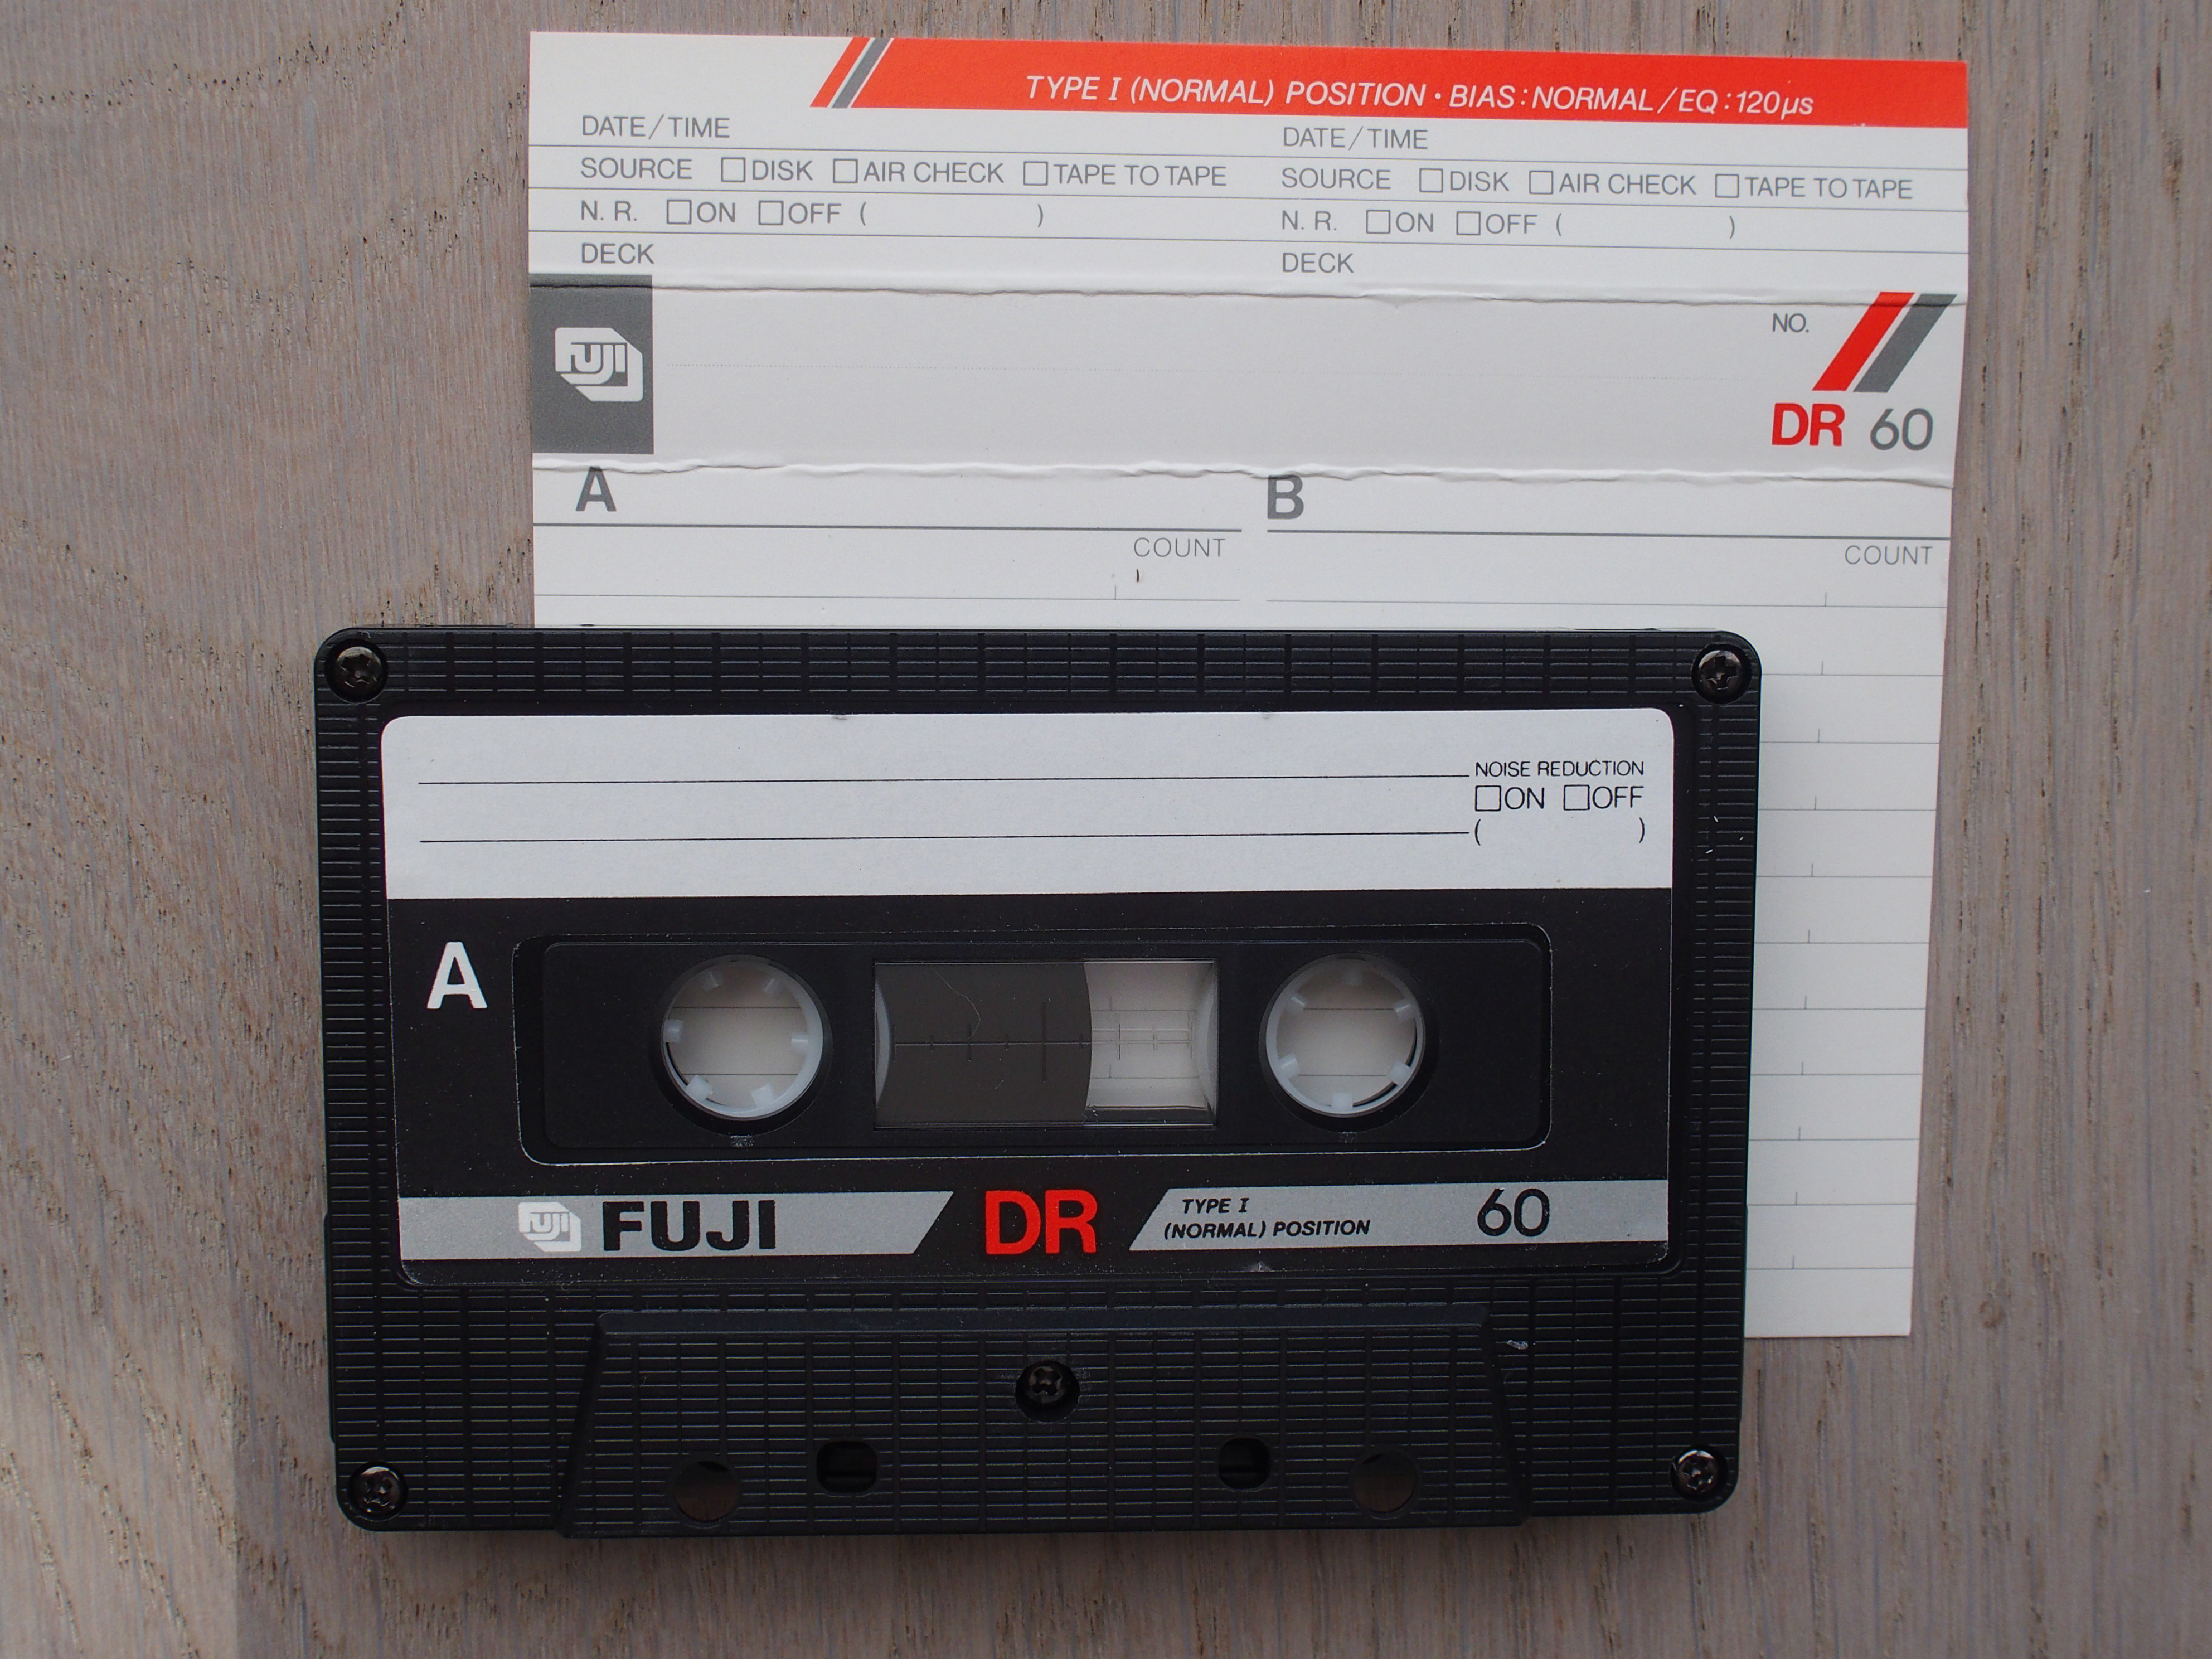 TYPE I (NORMAL) POSITION · BIAS : NORMAL / EQ : 120µs
DATE/TIME DATE/TIME
SOURCE □DISK □AIR CHECK □TAPE TO TAPE SOURCE □DISK □AIR CHECK □TAPE TO TAPE
N. R. □ON □OFF ( ) N. R. □ON □OFF ( )
DECK DECK
FUJI NO.
DR 60
A B
COUNT COUNT
NOISE REDUCTION
□ON □OFF
( )
A
FUJI FUJI DR TYPE I 60
(NORMAL) POSITION